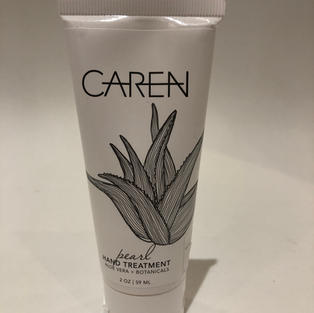 CAREN
pearl
HAND TREATMENT
ALOE VERA + BOTANICALS
2 OZ | 59 ML